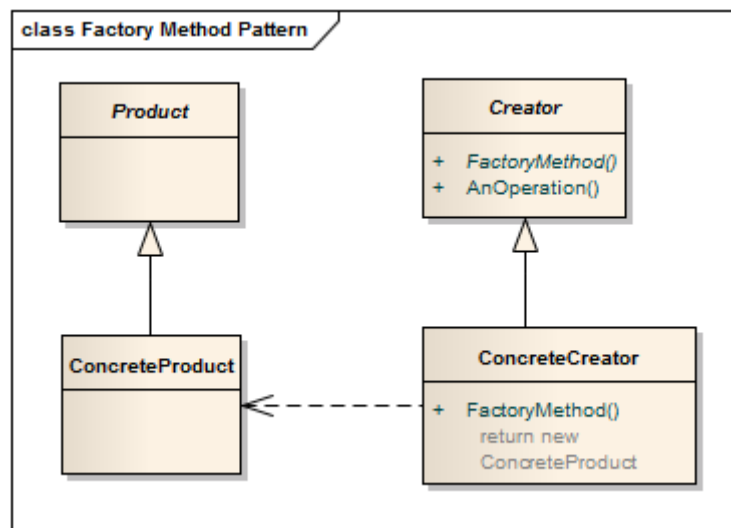 class Factory Method Pattern
Product
Creator
+ FactoryMethod()
+ AnOperation()
ConcreteProduct
ConcreteCreator
+ FactoryMethod()
return new
ConcreteProduct